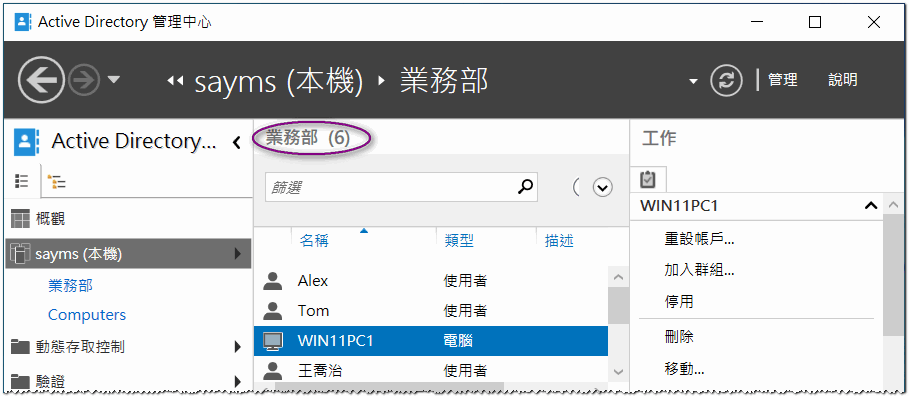 Active Directory 管理中心
sayms (本機) 業務部
管理 說明
Active Directory...
概觀
sayms (本機)
業務部
Computers
動態存取控制
驗證
業務部 (6)
篩選
名稱 類型 描述
Alex 使用者
Tom 使用者
WIN11PC1 電腦
王喬治 使用者
工作
WIN11PC1
重設帳戶...
加入群組...
停用
刪除
移動...